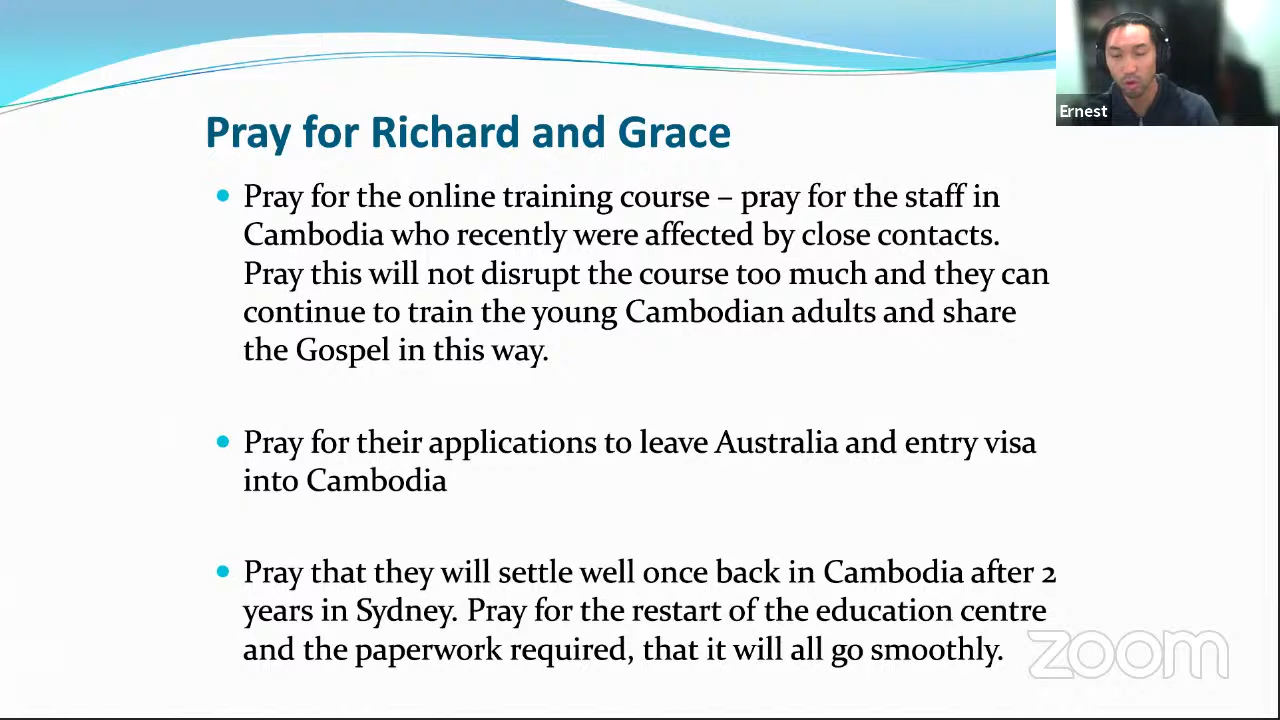 Ernest
Pray for Richard and Grace
• Pray for the online training course – pray for the staff in
Cambodia who recently were affected by close contacts.
Pray this will not disrupt the course too much and they can
continue to train the young Cambodian adults and share
the Gospel in this way.
• Pray for their applications to leave Australia and entry visa
into Cambodia
• Pray that they will settle well once back in Cambodia after 2
years in Sydney. Pray for the restart of the education centre
and the paperwork required, that it will all go smoothly.
zoom